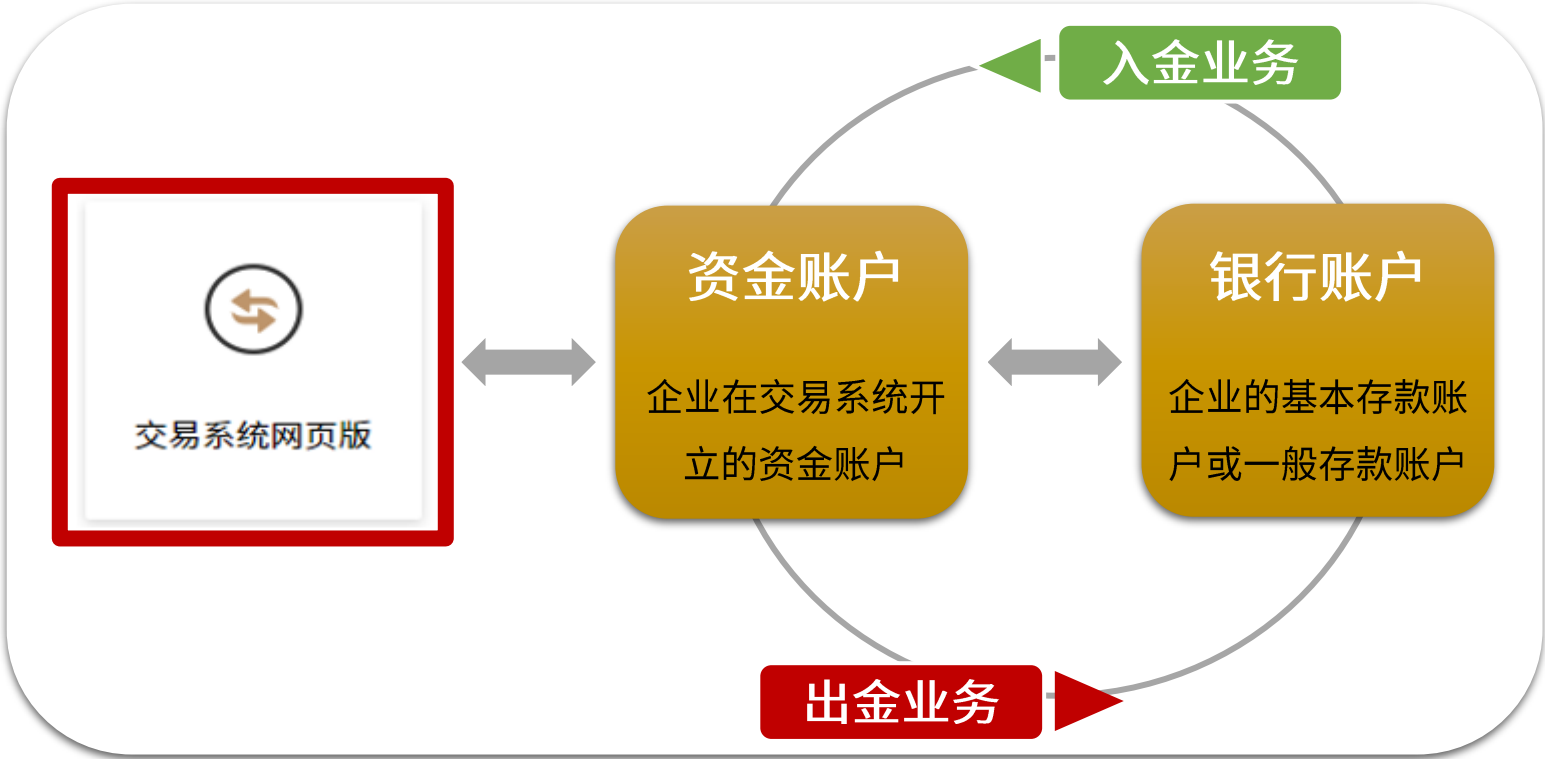 入金业务
资金账户
银行账户
企业在交易系统开
立的资金账户
企业的基本存款账
户或一般存款账户
交易系统网页版
出金业务